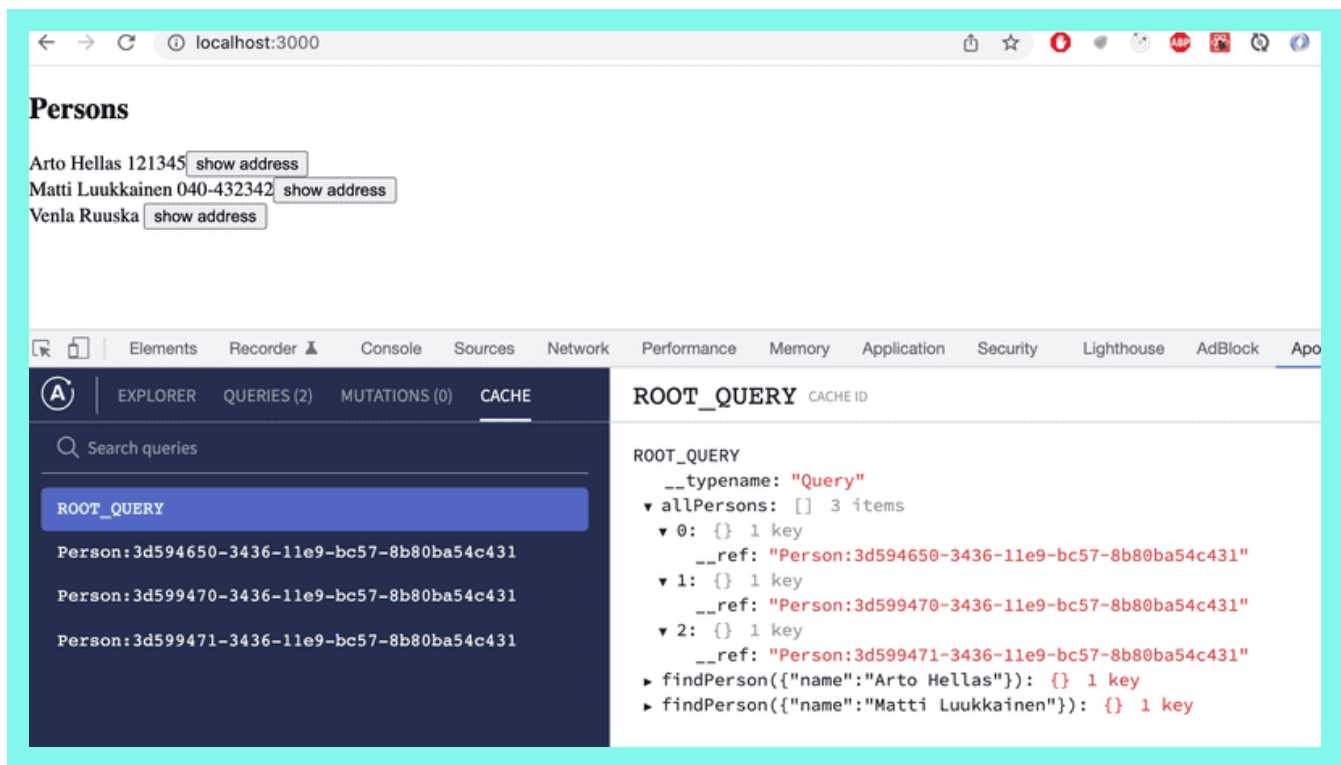 localhost:3000
ABP
Persons
Arto Hellas 121345 show address
Matti Luukkainen 040-432342 show address
Venla Ruuska show address
Elements Recorder Console Sources Network Performance Memory Application Security Lighthouse AdBlock Apo
A EXPLORER QUERIES (2) MUTATIONS (0) CACHE
Search queries
ROOT_QUERY
Person:3d594650-3436-11e9-bc57-8b80ba54c431
Person:3d599470-3436-11e9-bc57-8b80ba54c431
Person:3d599471-3436-11e9-bc57-8b80ba54c431
ROOT_QUERY CACHE ID
ROOT_QUERY
__typename: "Query"
▾ allPersons: [] 3 items
▾ 0: {} 1 key
__ref: "Person:3d594650-3436-11e9-bc57-8b80ba54c431"
▾ 1: {} 1 key
__ref: "Person:3d599470-3436-11e9-bc57-8b80ba54c431"
▾ 2: {} 1 key
__ref: "Person:3d599471-3436-11e9-bc57-8b80ba54c431"
▸ findPerson({"name":"Arto Hellas"}): {} 1 key
▸ findPerson({"name":"Matti Luukkainen"}): {} 1 key